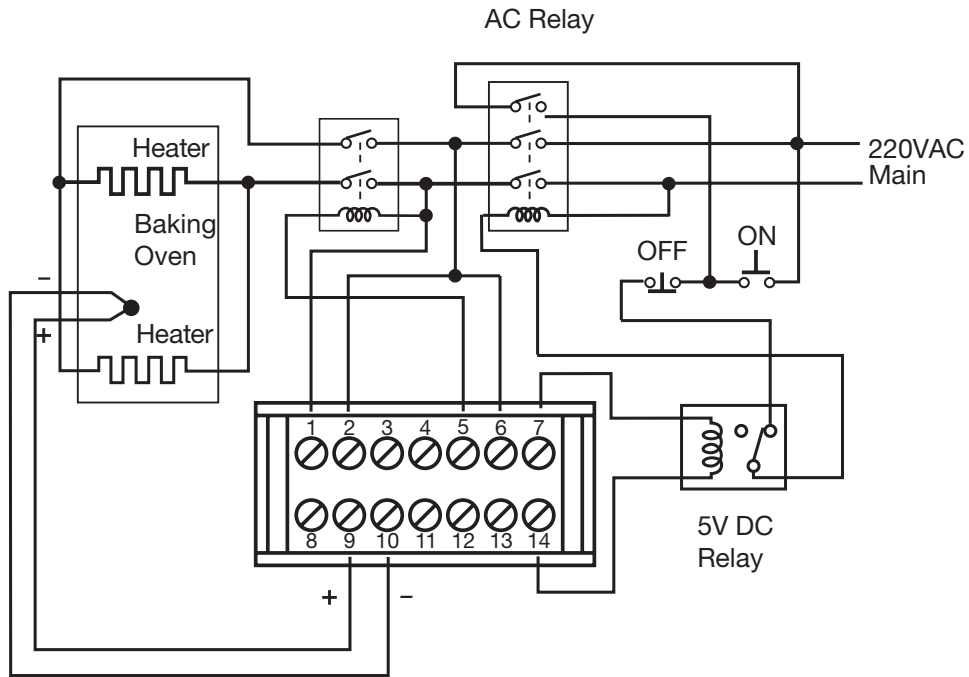 AC Relay
Heater
220VAC
Main
Baking
Oven
OFF
ON
–
+
Heater
1 2 3 4 5 6 7
8 9 10 11 12 13 14
5V DC
Relay
+ –